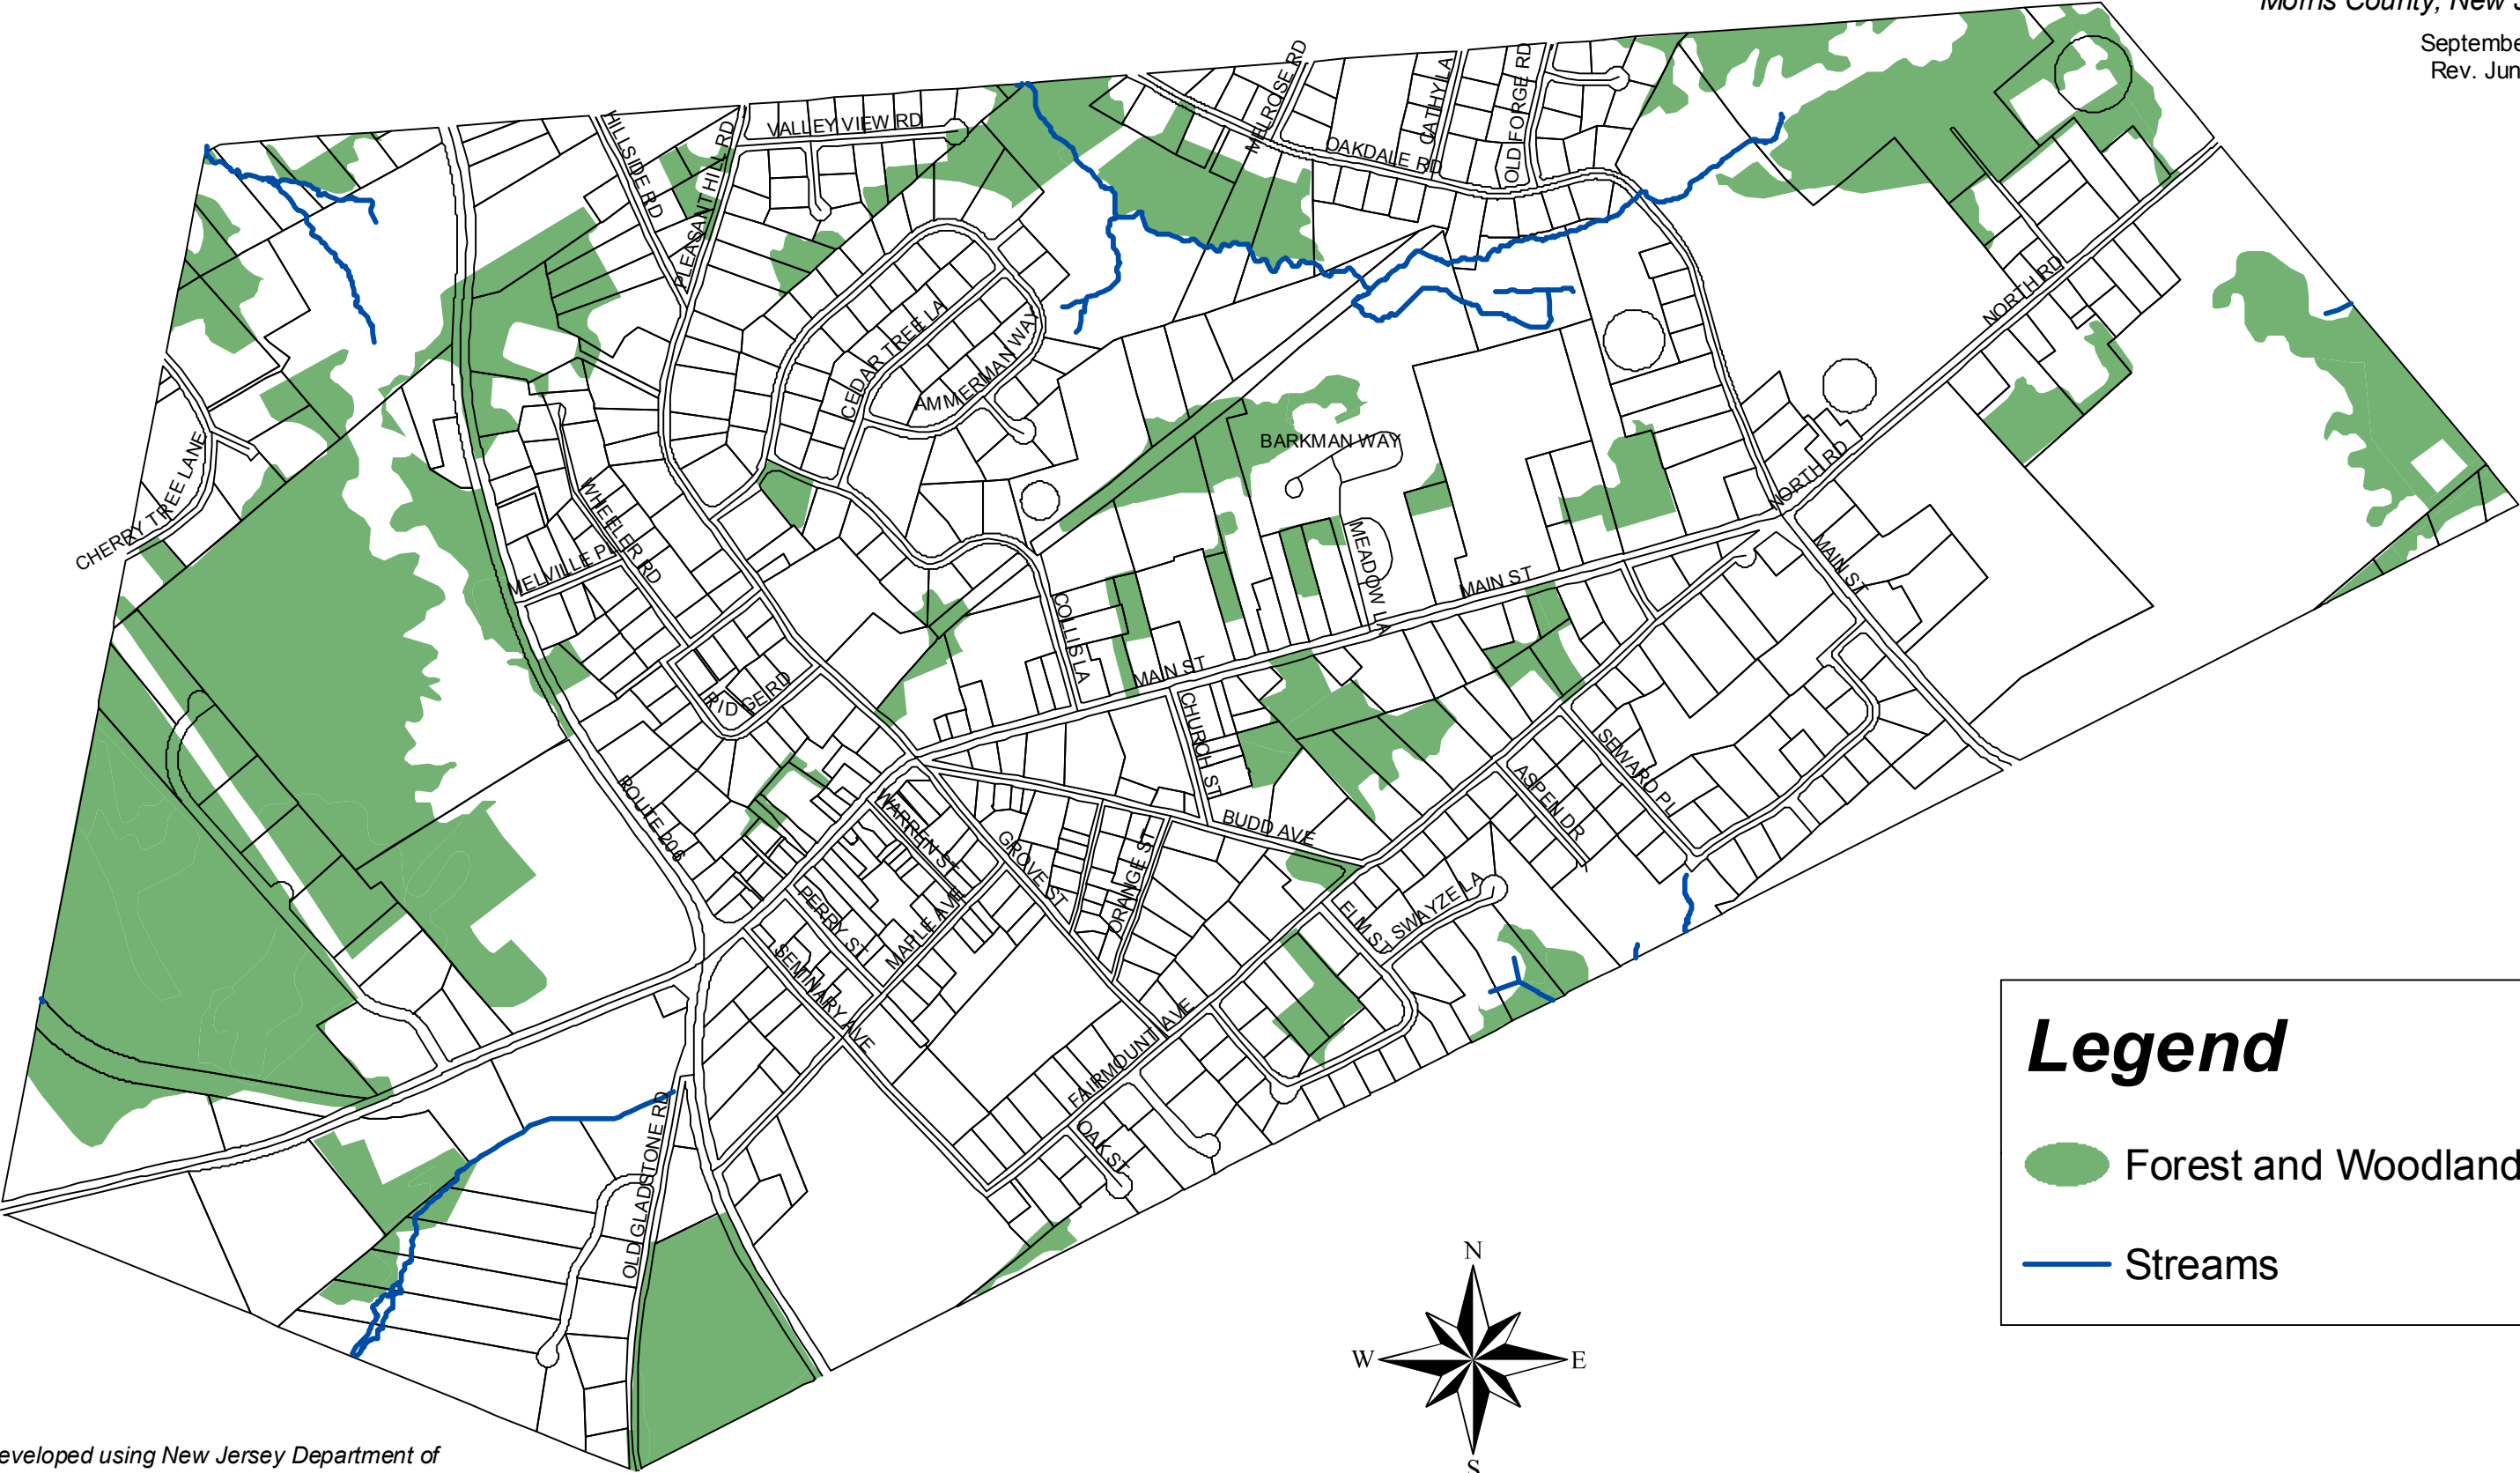 Morris County, New J
Septembe
Rev. Jun
MELROSE RD
CATHY LA
OLD FORGE RD
HILLSIDE RD
VALLEY VIEW RD
PLEASANT HILL RD
OAKDALE RD
NORTH RD
CEDAR TREE LA
AMMERMAN WAY
BARKMAN WAY
CHERRY TREE LANE
WHEELER RD
NORTH RD
MELVILLE PL
MEADOW LA
MAIN ST
MAIN ST
COLLIS LA
MAIN ST
RIDGE RD
CHURCH ST
SEWARD PL
ASPEN DR
ROUTE 206
WARREN ST
GROVE ST
BUDD AVE
ORANGE ST
PERRY ST
MAPLE AVE
ELM ST
SWAYZE LA
SEMINARY AVE
FAIRMOUNT AVE
OAK ST
OLD GLADSTONE RD
Legend
Forest and Woodland
Streams
N
W
E
S
eveloped using New Jersey Department of